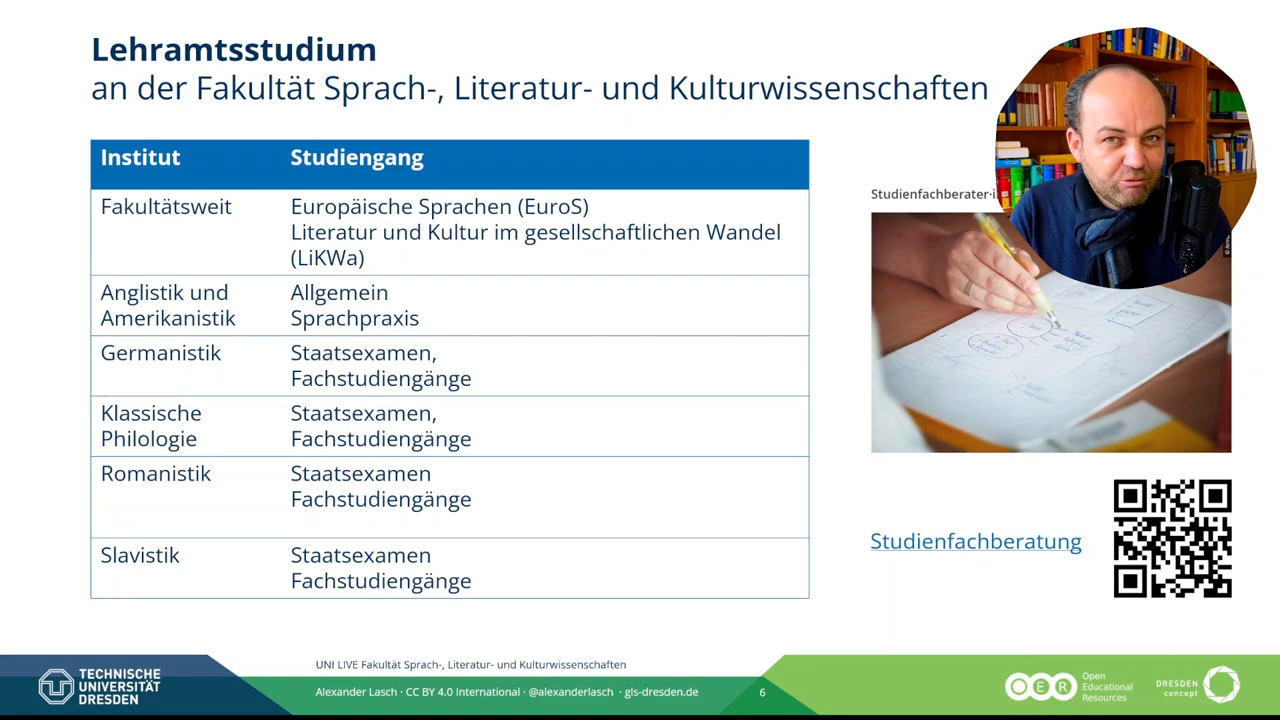 Lehramtsstudium
an der Fakultät Sprach-, Literatur- und Kulturwissenschaften
Institut Studiengang
Fakultätsweit Europäische Sprachen (EuroS)
Literatur und Kultur im gesellschaftlichen Wandel
(LiKWa)
Anglistik und Allgemein
Amerikanistik Sprachpraxis
Germanistik Staatsexamen,
Fachstudiengänge
Klassische Staatsexamen,
Philologie Fachstudiengänge
Romanistik Staatsexamen
Fachstudiengänge
Slavistik Staatsexamen
Fachstudiengänge
Studienfachberater·i
Studienfachberatung
UNI LIVE Fakultät Sprach-, Literatur- und Kulturwissenschaften
Alexander Lasch · CC BY 4.0 International · @alexanderlasch · gls-dresden.de
6
TECHNISCHE
UNIVERSITÄT
DRESDEN
OER
Open
Educational
Resources
DRESDEN
concept